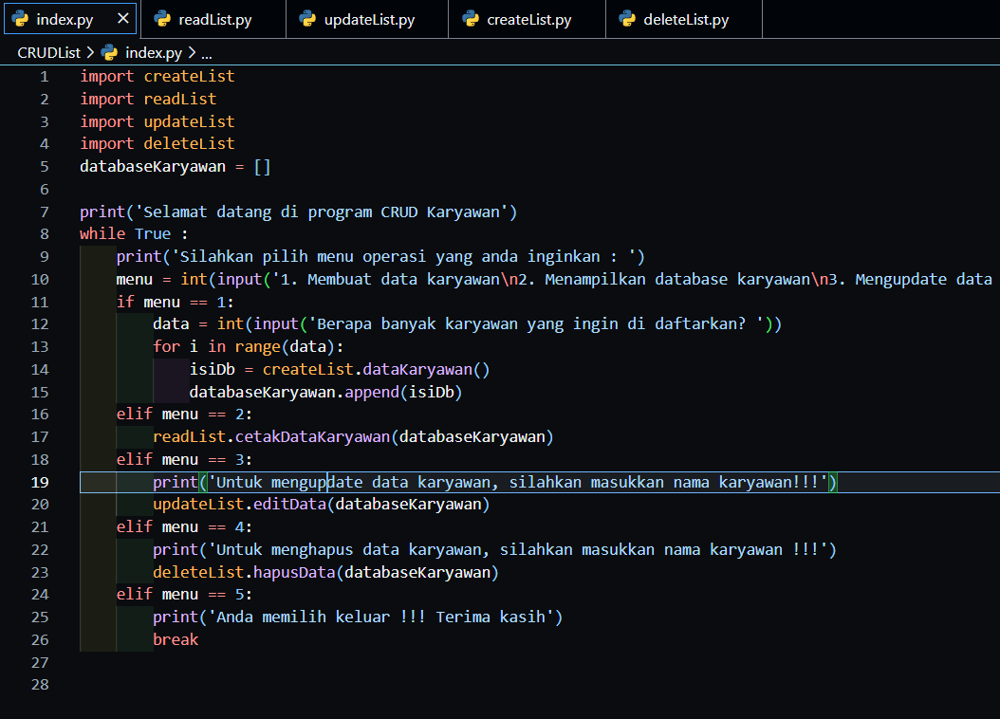 index.py readList.py updateList.py createList.py deleteList.py
CRUDList > index.py > ...
1 import createList
2 import readList
3 import updateList
4 import deleteList
5 databaseKaryawan = []
6
7 print('Selamat datang di program CRUD Karyawan')
8 while True :
9 print('Silahkan pilih menu operasi yang anda inginkan : ')
10 menu = int(input('1. Membuat data karyawan\n2. Menampilkan database karyawan\n3. Mengupdate data
11 if menu == 1:
12 data = int(input('Berapa banyak karyawan yang ingin di daftarkan? '))
13 for i in range(data):
14 isiDb = createList.dataKaryawan()
15 databaseKaryawan.append(isiDb)
16 elif menu == 2:
17 readList.cetakDataKaryawan(databaseKaryawan)
18 elif menu == 3:
19 print('Untuk mengupdate data karyawan, silahkan masukkan nama karyawan!!!')
20 updateList.editData(databaseKaryawan)
21 elif menu == 4:
22 print('Untuk menghapus data karyawan, silahkan masukkan nama karyawan !!!')
23 deleteList.hapusData(databaseKaryawan)
24 elif menu == 5:
25 print('Anda memilih keluar !!! Terima kasih')
26 break
27
28